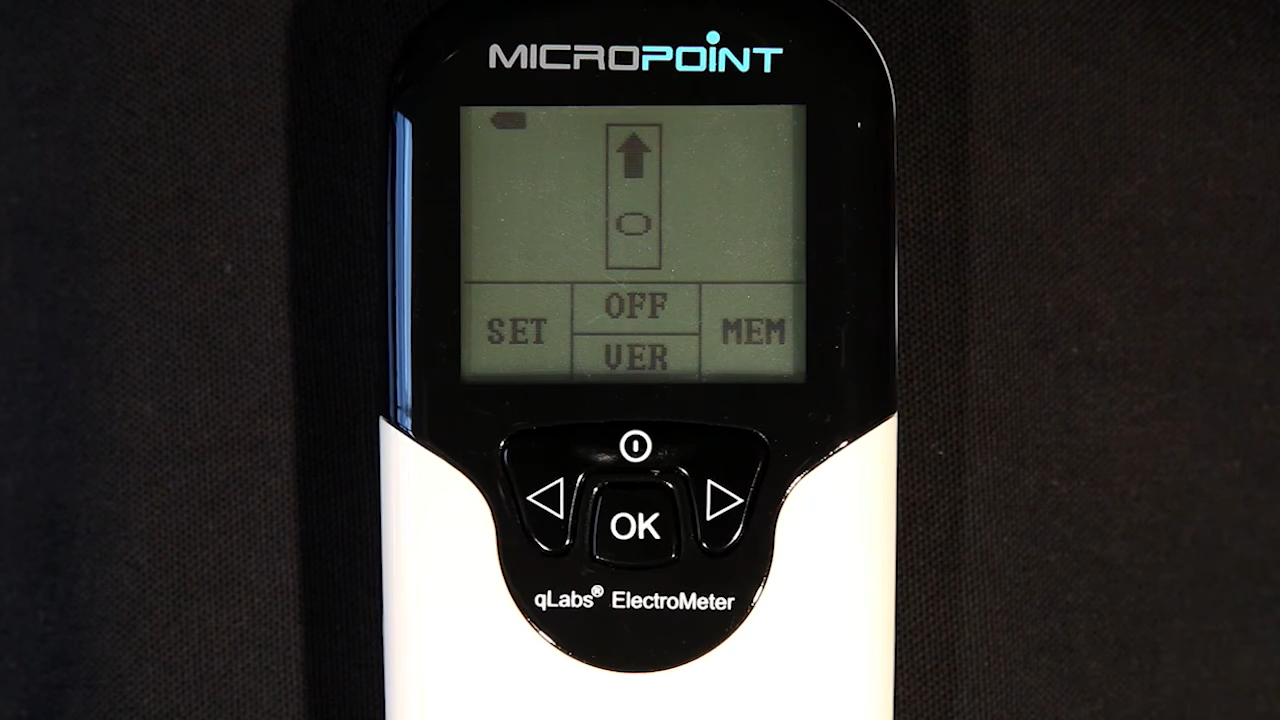 MICROPOINT
OFF
SET
MEM
VER
OK
qLabs® ElectroMeter